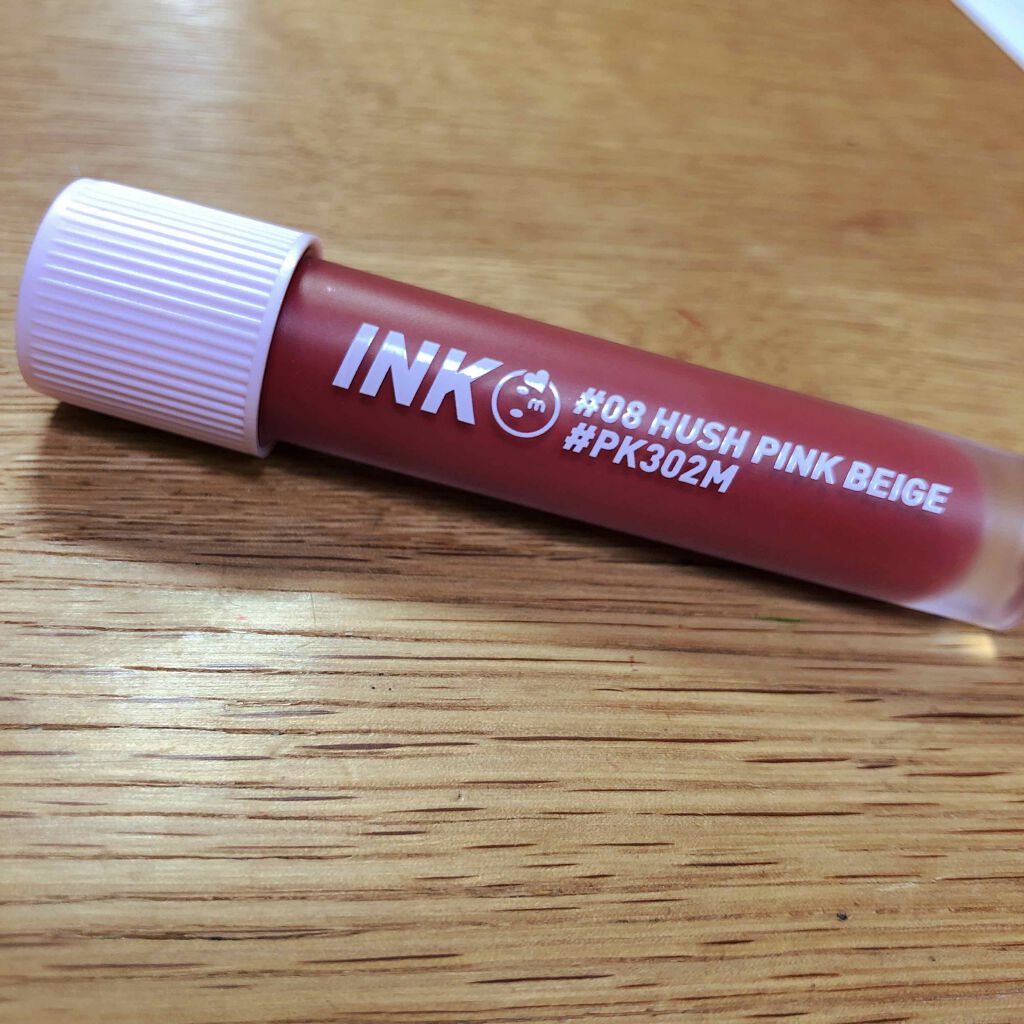 INK
#08 HUSH PINK BEIGE
#PK302M